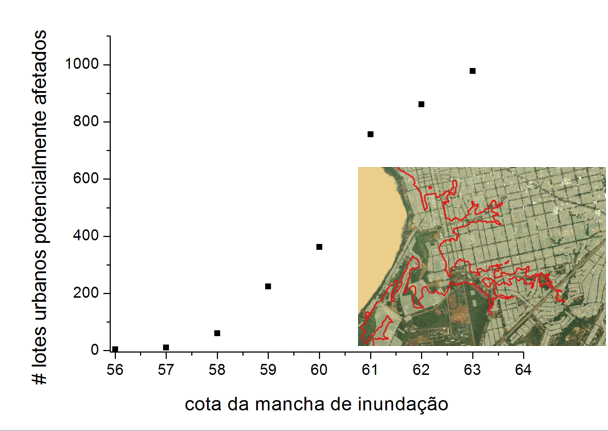 # lotes urbanos potencialmente afetados
1000
800
600
400
200
0
56 57 58 59 60 61 62 63 64
cota da mancha de inundação